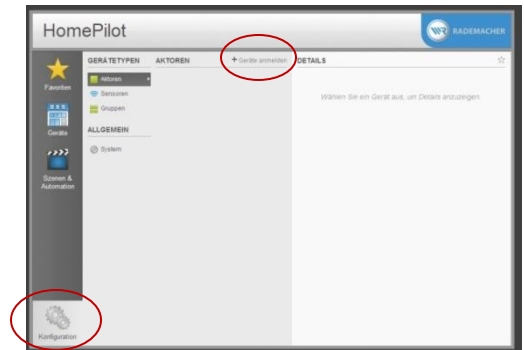 HomePilot
RADEMACHER
Favoriten
Geräte
Szenen &
Automation
Konfiguration
GERÄTETYPEN
Aktoren
Sensoren
Gruppen
ALLGEMEIN
System
AKTOREN
+ Geräte anmelden
DETAILS
Wählen Sie ein Gerät aus, um Details anzuzeigen.